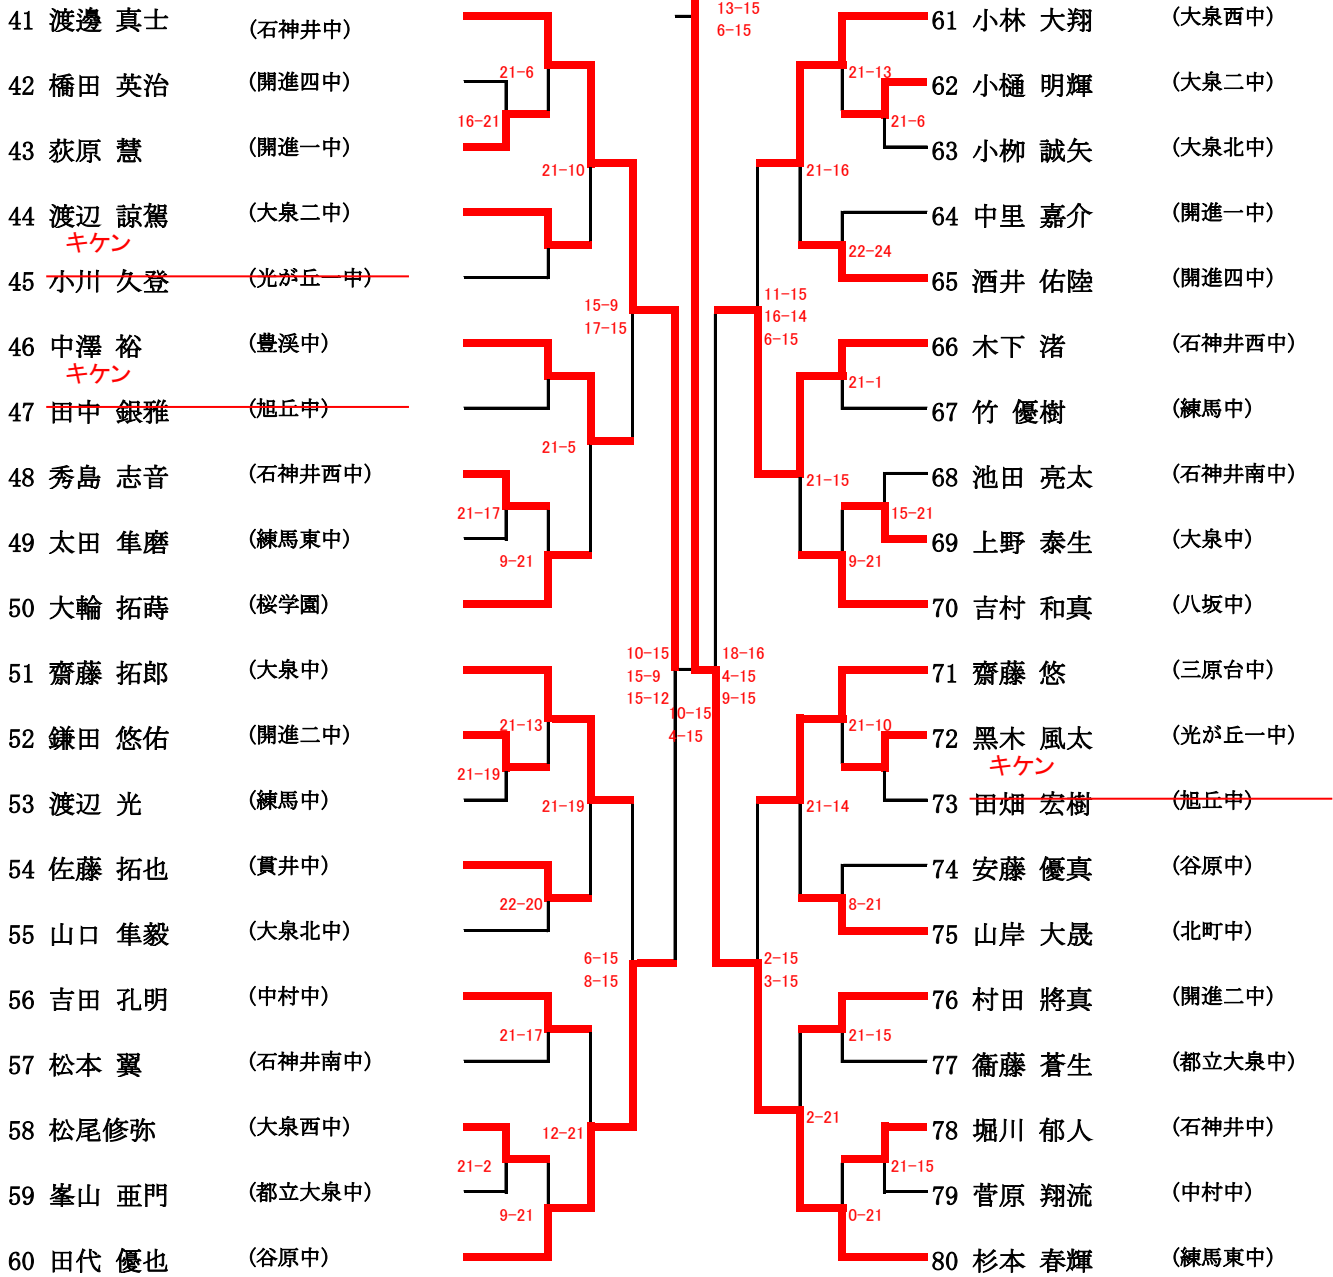 13-15
6-15
41 渡邊 真士 (石神井中)
21-6
42 橋田 英治 (開進四中)
16-21
43 荻原 慧 (開進一中)
21-10
44 渡辺 諒駕 (大泉二中)
キケン
45 小川 久登 (光が丘一中)
15-9
17-15
46 中澤 裕 (豊渓中)
キケン
47 田中 銀雅 (旭丘中)
21-5
48 秀島 志音 (石神井西中)
21-17
49 太田 隼磨 (練馬東中)
9-21
50 大輪 拓蒔 (桜学園)
10-15
15-9
15-12
51 齋藤 拓郎 (大泉中)
21-13
52 鎌田 悠佑 (開進二中)
21-19
53 渡辺 光 (練馬中)
21-19
54 佐藤 拓也 (貫井中)
22-20
55 山口 隼毅 (大泉北中)
6-15
8-15
56 吉田 孔明 (中村中)
21-17
57 松本 翼 (石神井南中)
58 松尾修弥 (大泉西中)
12-21
21-2
59 峯山 亜門 (都立大泉中)
9-21
60 田代 優也 (谷原中)
10-15
4-15
61 小林 大翔 (大泉西中)
21-13
62 小樋 明輝 (大泉二中)
21-6
63 小栁 誠矢 (大泉北中)
21-16
64 中里 嘉介 (開進一中)
22-24
65 酒井 佑陸 (開進四中)
11-15
16-14
6-15
66 木下 渚 (石神井西中)
21-1
67 竹 優樹 (練馬中)
21-15
68 池田 亮太 (石神井南中)
15-21
69 上野 泰生 (大泉中)
9-21
70 吉村 和真 (八坂中)
18-16
4-15
9-15
71 齋藤 悠 (三原台中)
21-10
72 黑木 風太 (光が丘一中)
キケン
73 田畑 宏樹 (旭丘中)
21-14
74 安藤 優真 (谷原中)
8-21
75 山岸 大晟 (北町中)
2-15
3-15
76 村田 將真 (開進二中)
21-15
77 衞藤 蒼生 (都立大泉中)
2-21
78 堀川 郁人 (石神井中)
21-15
79 菅原 翔流 (中村中)
0-21
80 杉本 春輝 (練馬東中)